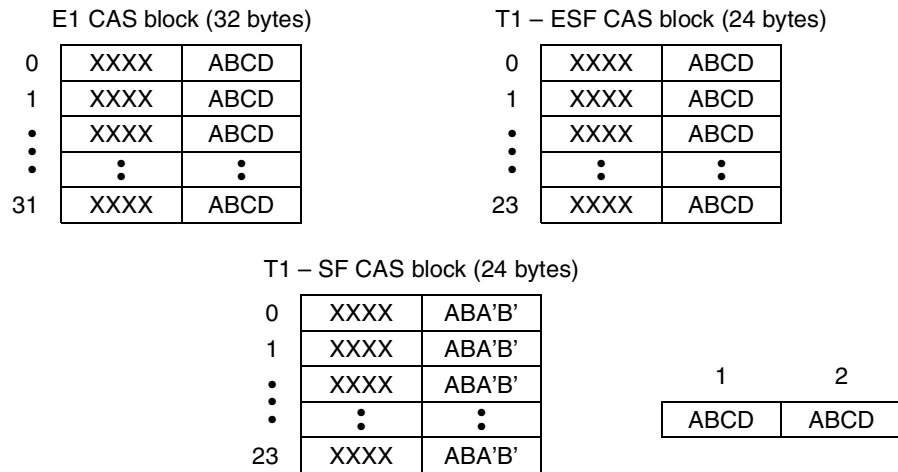 E1 CAS block (32 bytes)
0 XXXX ABCD
1 XXXX ABCD
XXXX ABCD
31 XXXX ABCD
T1 – ESF CAS block (24 bytes)
0 XXXX ABCD
1 XXXX ABCD
XXXX ABCD
23 XXXX ABCD
T1 – SF CAS block (24 bytes)
0 XXXX ABA'B'
1 XXXX ABA'B'
XXXX ABA'B'
23 XXXX ABA'B'
1 2
ABCD ABCD